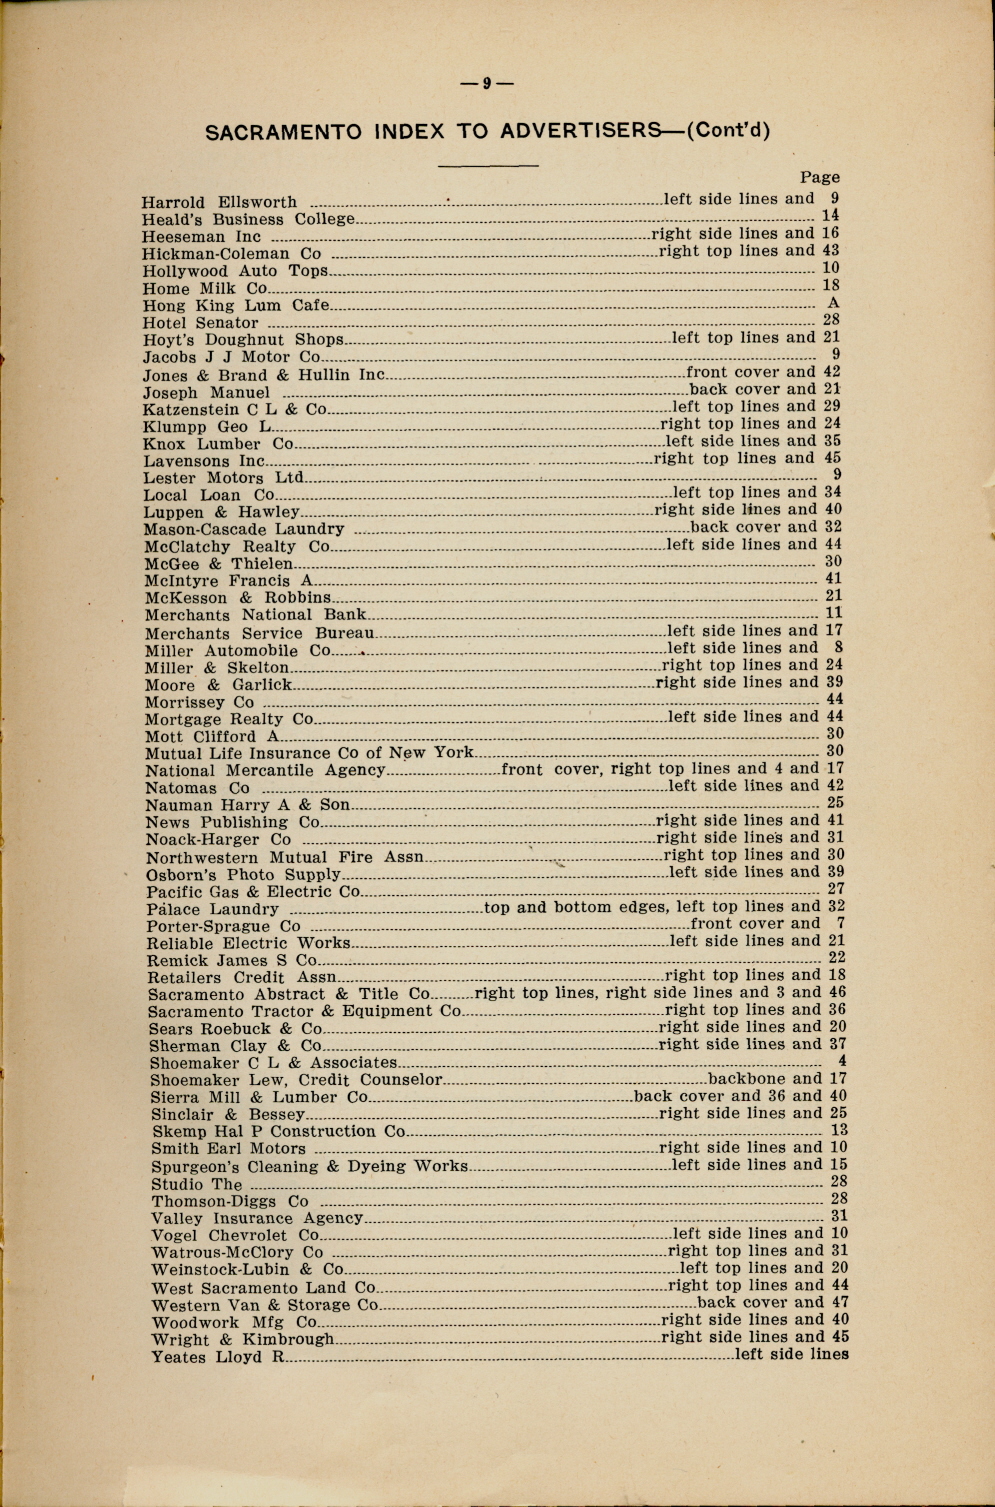 —9—
SACRAMENTO INDEX TO ADVERTISERS—(Cont'd)
Page
Harrold Ellsworth left side lines and 9
Heald's Business College 14
Heeseman Inc right side lines and 16
Hickman-Coleman Co right top lines and 43
Hollywood Auto Tops 10
Home Milk Co 18
Hong King Lum Cafe A
Hotel Senator 28
Hoyt's Doughnut Shops left top lines and 21
Jacobs J J Motor Co 9
Jones & Brand & Hullin Inc front cover and 42
Joseph Manuel back cover and 21
Katzenstein C L & Co left top lines and 29
Klumpp Geo L right top lines and 24
Knox Lumber Co left side lines and 35
Lavensons Inc right top lines and 45
Lester Motors Ltd 9
Local Loan Co left top lines and 34
Luppen & Hawley right side lines and 40
Mason-Cascade Laundry back cover and 32
McClatchy Realty Co left side lines and 44
McGee & Thielen 30
McIntyre Francis A 41
McKesson & Robbins 21
Merchants National Bank 11
Merchants Service Bureau left side lines and 17
Miller Automobile Co left side lines and 8
Miller & Skelton right top lines and 24
Moore & Garlick right side lines and 39
Morrissey Co 44
Mortgage Realty Co left side lines and 44
Mott Clifford A 30
Mutual Life Insurance Co of New York 30
National Mercantile Agency front cover, right top lines and 4 and 17
Natomas Co left side lines and 42
Nauman Harry A & Son 25
News Publishing Co right side lines and 41
Noack-Harger Co right side lines and 31
Northwestern Mutual Fire Assn right top lines and 30
Osborn's Photo Supply left side lines and 39
Pacific Gas & Electric Co 27
Palace Laundry top and bottom edges, left top lines and 32
Porter-Sprague Co front cover and 7
Reliable Electric Works left side lines and 21
Remick James S Co 22
Retailers Credit Assn right top lines and 18
Sacramento Abstract & Title Co right top lines, right side lines and 3 and 46
Sacramento Tractor & Equipment Co right top lines and 36
Sears Roebuck & Co right side lines and 20
Sherman Clay & Co right side lines and 37
Shoemaker C L & Associates 4
Shoemaker Lew, Credit Counselor backbone and 17
Sierra Mill & Lumber Co back cover and 36 and 40
Sinclair & Bessey right side lines and 25
Skemp Hal P Construction Co 13
Smith Earl Motors right side lines and 10
Spurgeon's Cleaning & Dyeing Works left side lines and 15
Studio The 28
Thomson-Diggs Co 28
Valley Insurance Agency 31
Vogel Chevrolet Co left side lines and 10
Watrous-McClory Co right top lines and 31
Weinstock-Lubin & Co left top lines and 20
West Sacramento Land Co right top lines and 44
Western Van & Storage Co back cover and 47
Woodwork Mfg Co right side lines and 40
Wright & Kimbrough right side lines and 45
Yeates Lloyd R left side lines